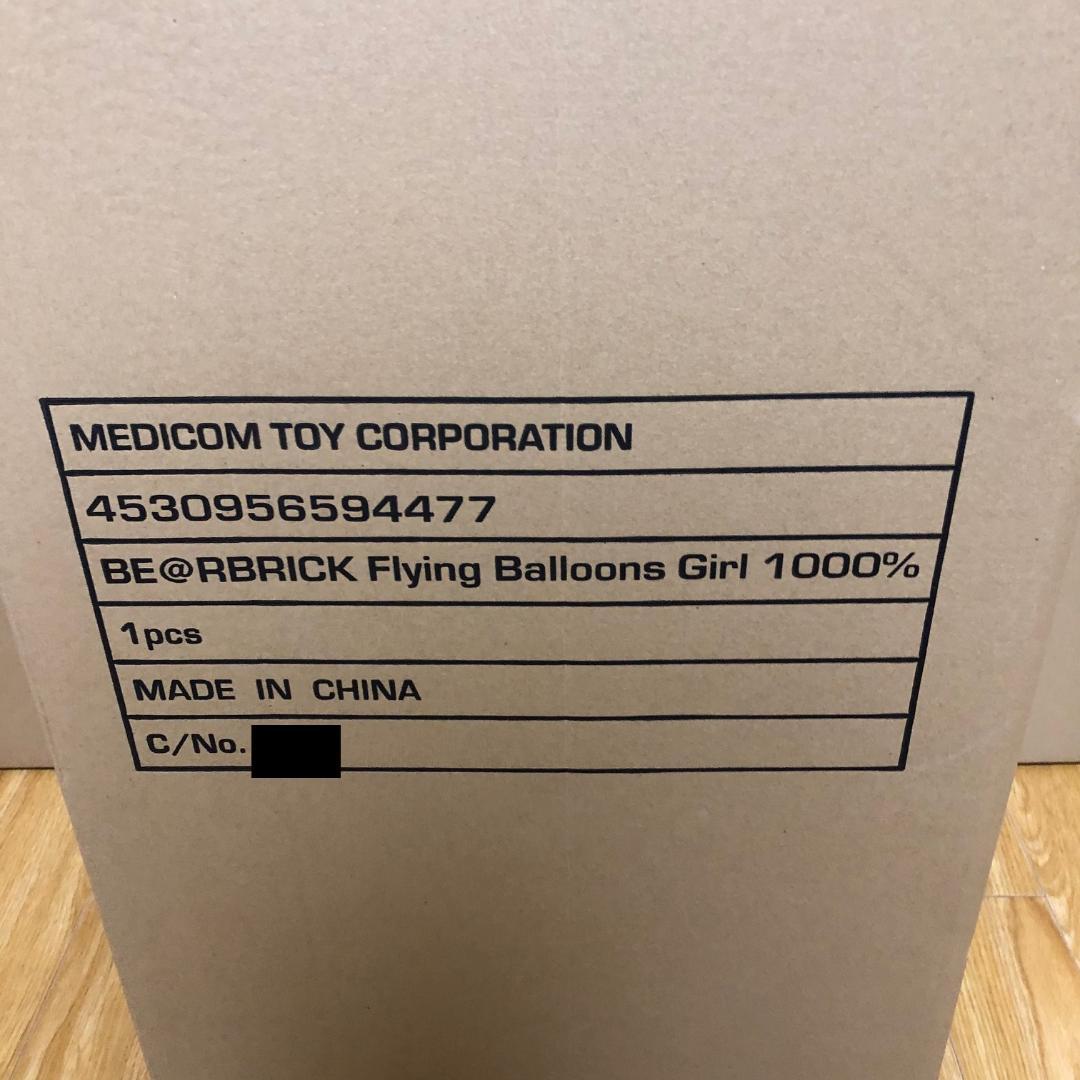 MEDICOM TOY CORPORATION
4530956594477
BE@RBRICK Flying Balloons Girl 1000%
1pcs
MADE IN CHINA
C/No.